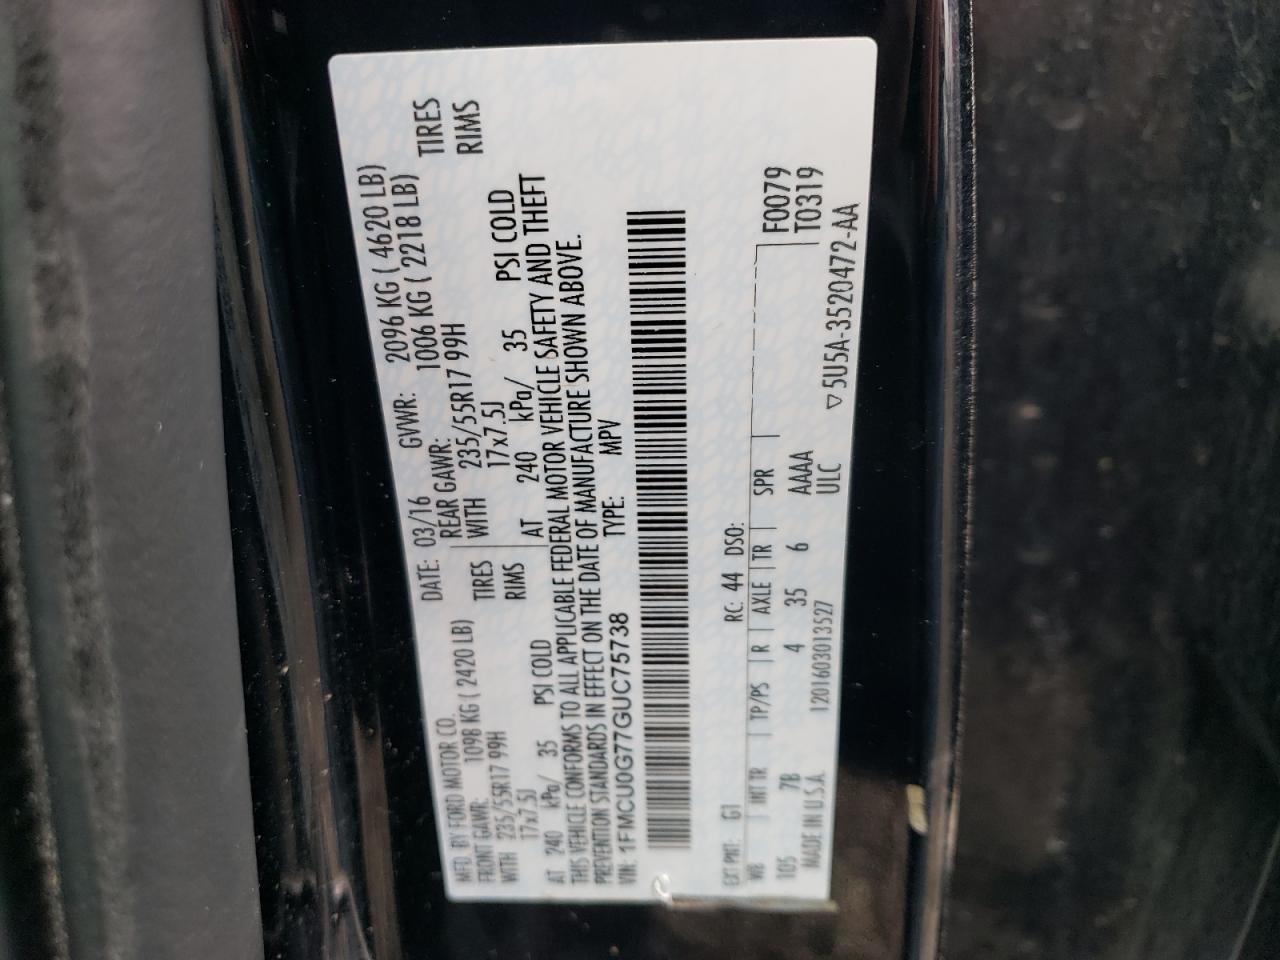 MFD. BY FORD MOTOR CO. DATE: 03/16 GVWR: 2096 KG ( 4620 LB)
FRONT GAWR: 1098 KG ( 2420 LB) REAR GAWR: 1006 KG ( 2218 LB)
WITH 235/55R17 99H TIRES WITH 235/55R17 99H TIRES
17x7.5J RIMS 17x7.5J RIMS
AT 240 kPa/ 35 PSI COLD AT 240 kPa/ 35 PSI COLD
THIS VEHICLE CONFORMS TO ALL APPLICABLE FEDERAL MOTOR VEHICLE SAFETY AND THEFT
PREVENTION STANDARDS IN EFFECT ON THE DATE OF MANUFACTURE SHOWN ABOVE.
VIN: 1FMCU0G77GUC75738 TYPE: MPV
EXT PNT: G1 RC: 44 DSO: F0079
WB INT TR TP/PS R AXLE TR SPR T0319
105 7B 4 35 6 AAAA
MADE IN U.S.A. 1201603013527 ULC ▽ 5U5A-3520472-AA